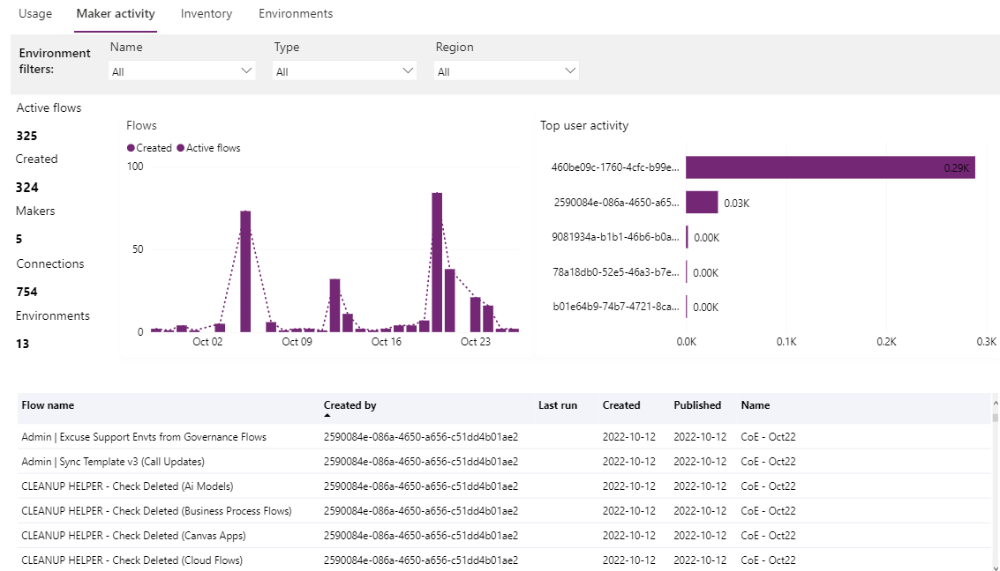 Usage Maker activity Inventory Environments
Environment filters:
Name Type Region
All All All
Active flows
325
Created
324
Makers
5
Connections
754
Environments
13
Flows
Created Active flows
100
50
0
Oct 02 Oct 09 Oct 16 Oct 23
Top user activity
460be09c-1760-4cfc-b99e... 0.29K
2590084e-086a-4650-a65... 0.03K
9081934a-b1b1-46b6-b0a... 0.00K
78a18db0-52e5-46a3-b7e... 0.00K
b01e64b9-74b7-4721-8ca... 0.00K
0.0K 0.1K 0.2K 0.3K
Flow name Created by Last run Created Published Name
Admin | Excuse Support Envts from Governance Flows 2590084e-086a-4650-a656-c51dd4b01ae2 2022-10-12 2022-10-12 CoE - Oct22
Admin | Sync Template v3 (Call Updates) 2590084e-086a-4650-a656-c51dd4b01ae2 2022-10-12 2022-10-12 CoE - Oct22
CLEANUP HELPER - Check Deleted (Ai Models) 2590084e-086a-4650-a656-c51dd4b01ae2 2022-10-12 2022-10-12 CoE - Oct22
CLEANUP HELPER - Check Deleted (Business Process Flows) 2590084e-086a-4650-a656-c51dd4b01ae2 2022-10-12 2022-10-12 CoE - Oct22
CLEANUP HELPER - Check Deleted (Canvas Apps) 2590084e-086a-4650-a656-c51dd4b01ae2 2022-10-12 2022-10-12 CoE - Oct22
CLEANUP HELPER - Check Deleted (Cloud Flows) 2590084e-086a-4650-a656-c51dd4b01ae2 2022-10-12 2022-10-12 CoE - Oct22